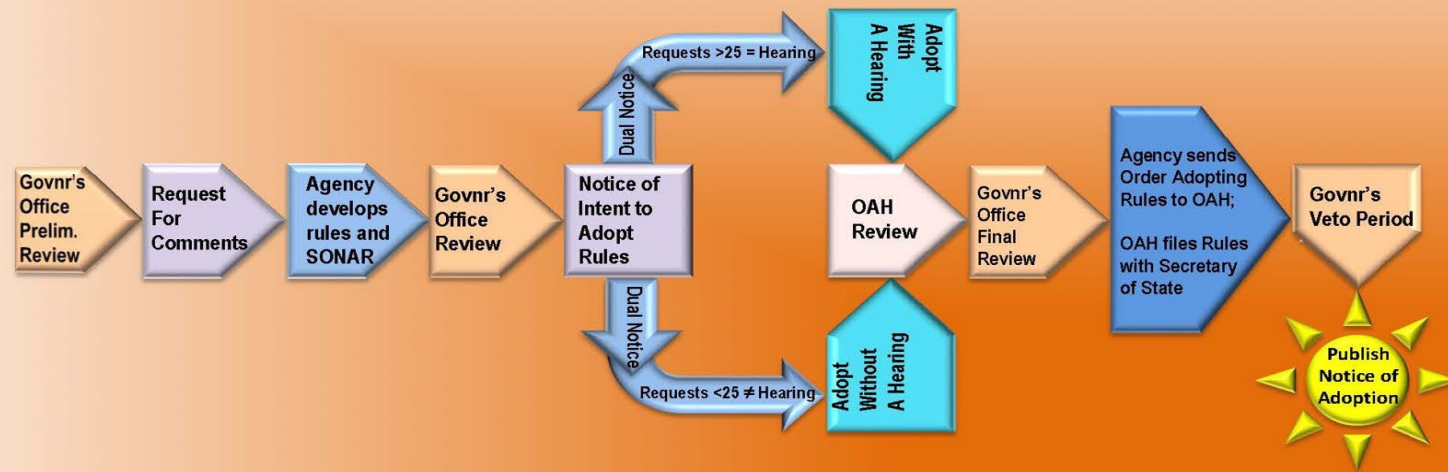 Govnr's
Office
Prelim.
Review
Request
For
Comments
Agency
develops
rules and
SONAR
Govnr's
Office
Review
Notice of
Intent to
Adopt
Rules
Dual Notice
Requests >25 = Hearing
Adopt
With
A Hearing
Dual Notice
Requests <25 ≠ Hearing
Adopt
Without
A Hearing
OAH
Review
Govnr's
Office
Final
Review
Agency sends
Order Adopting
Rules to OAH;
OAH files Rules
with Secretary
of State
Govnr's
Veto Period
Publish
Notice of
Adoption